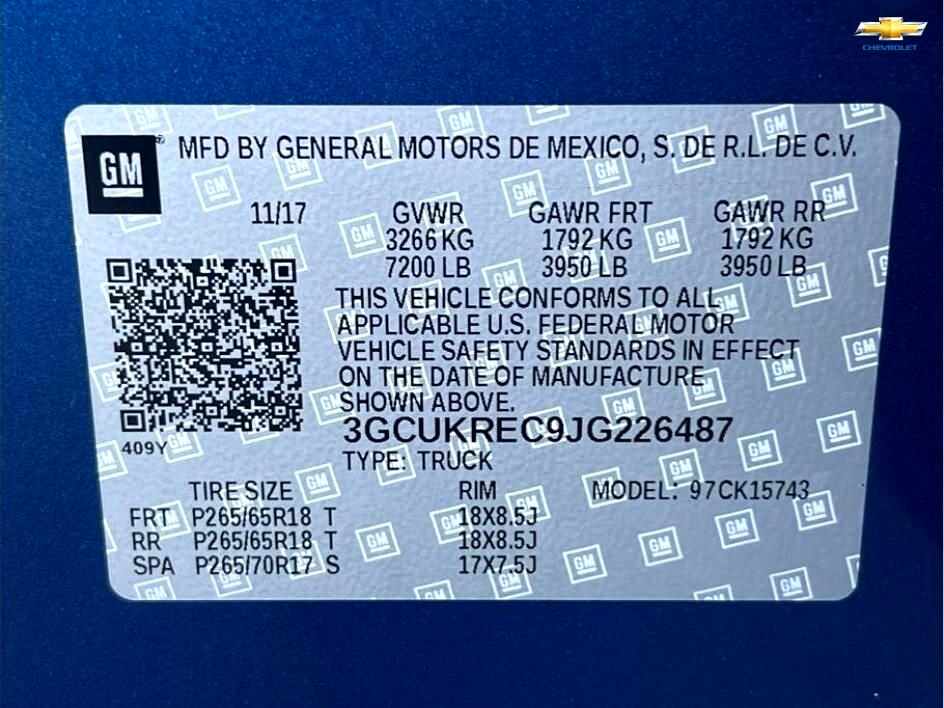 CHEVROLET
GM® MFD BY GENERAL MOTORS DE MEXICO, S. DE R.L. DE C.V.
11/17 GVWR GAWR FRT GAWR RR
3266 KG 1792 KG 1792 KG
7200 LB 3950 LB 3950 LB
THIS VEHICLE CONFORMS TO ALL
APPLICABLE U.S. FEDERAL MOTOR
VEHICLE SAFETY STANDARDS IN EFFECT
ON THE DATE OF MANUFACTURE
SHOWN ABOVE.
409Y 3GCUKREC9JG226487
TYPE: TRUCK
TIRE SIZE RIM MODEL: 97CK15743
FRT P265/65R18 T 18X8.5J
RR P265/65R18 T 18X8.5J
SPA P265/70R17 S 17X7.5J